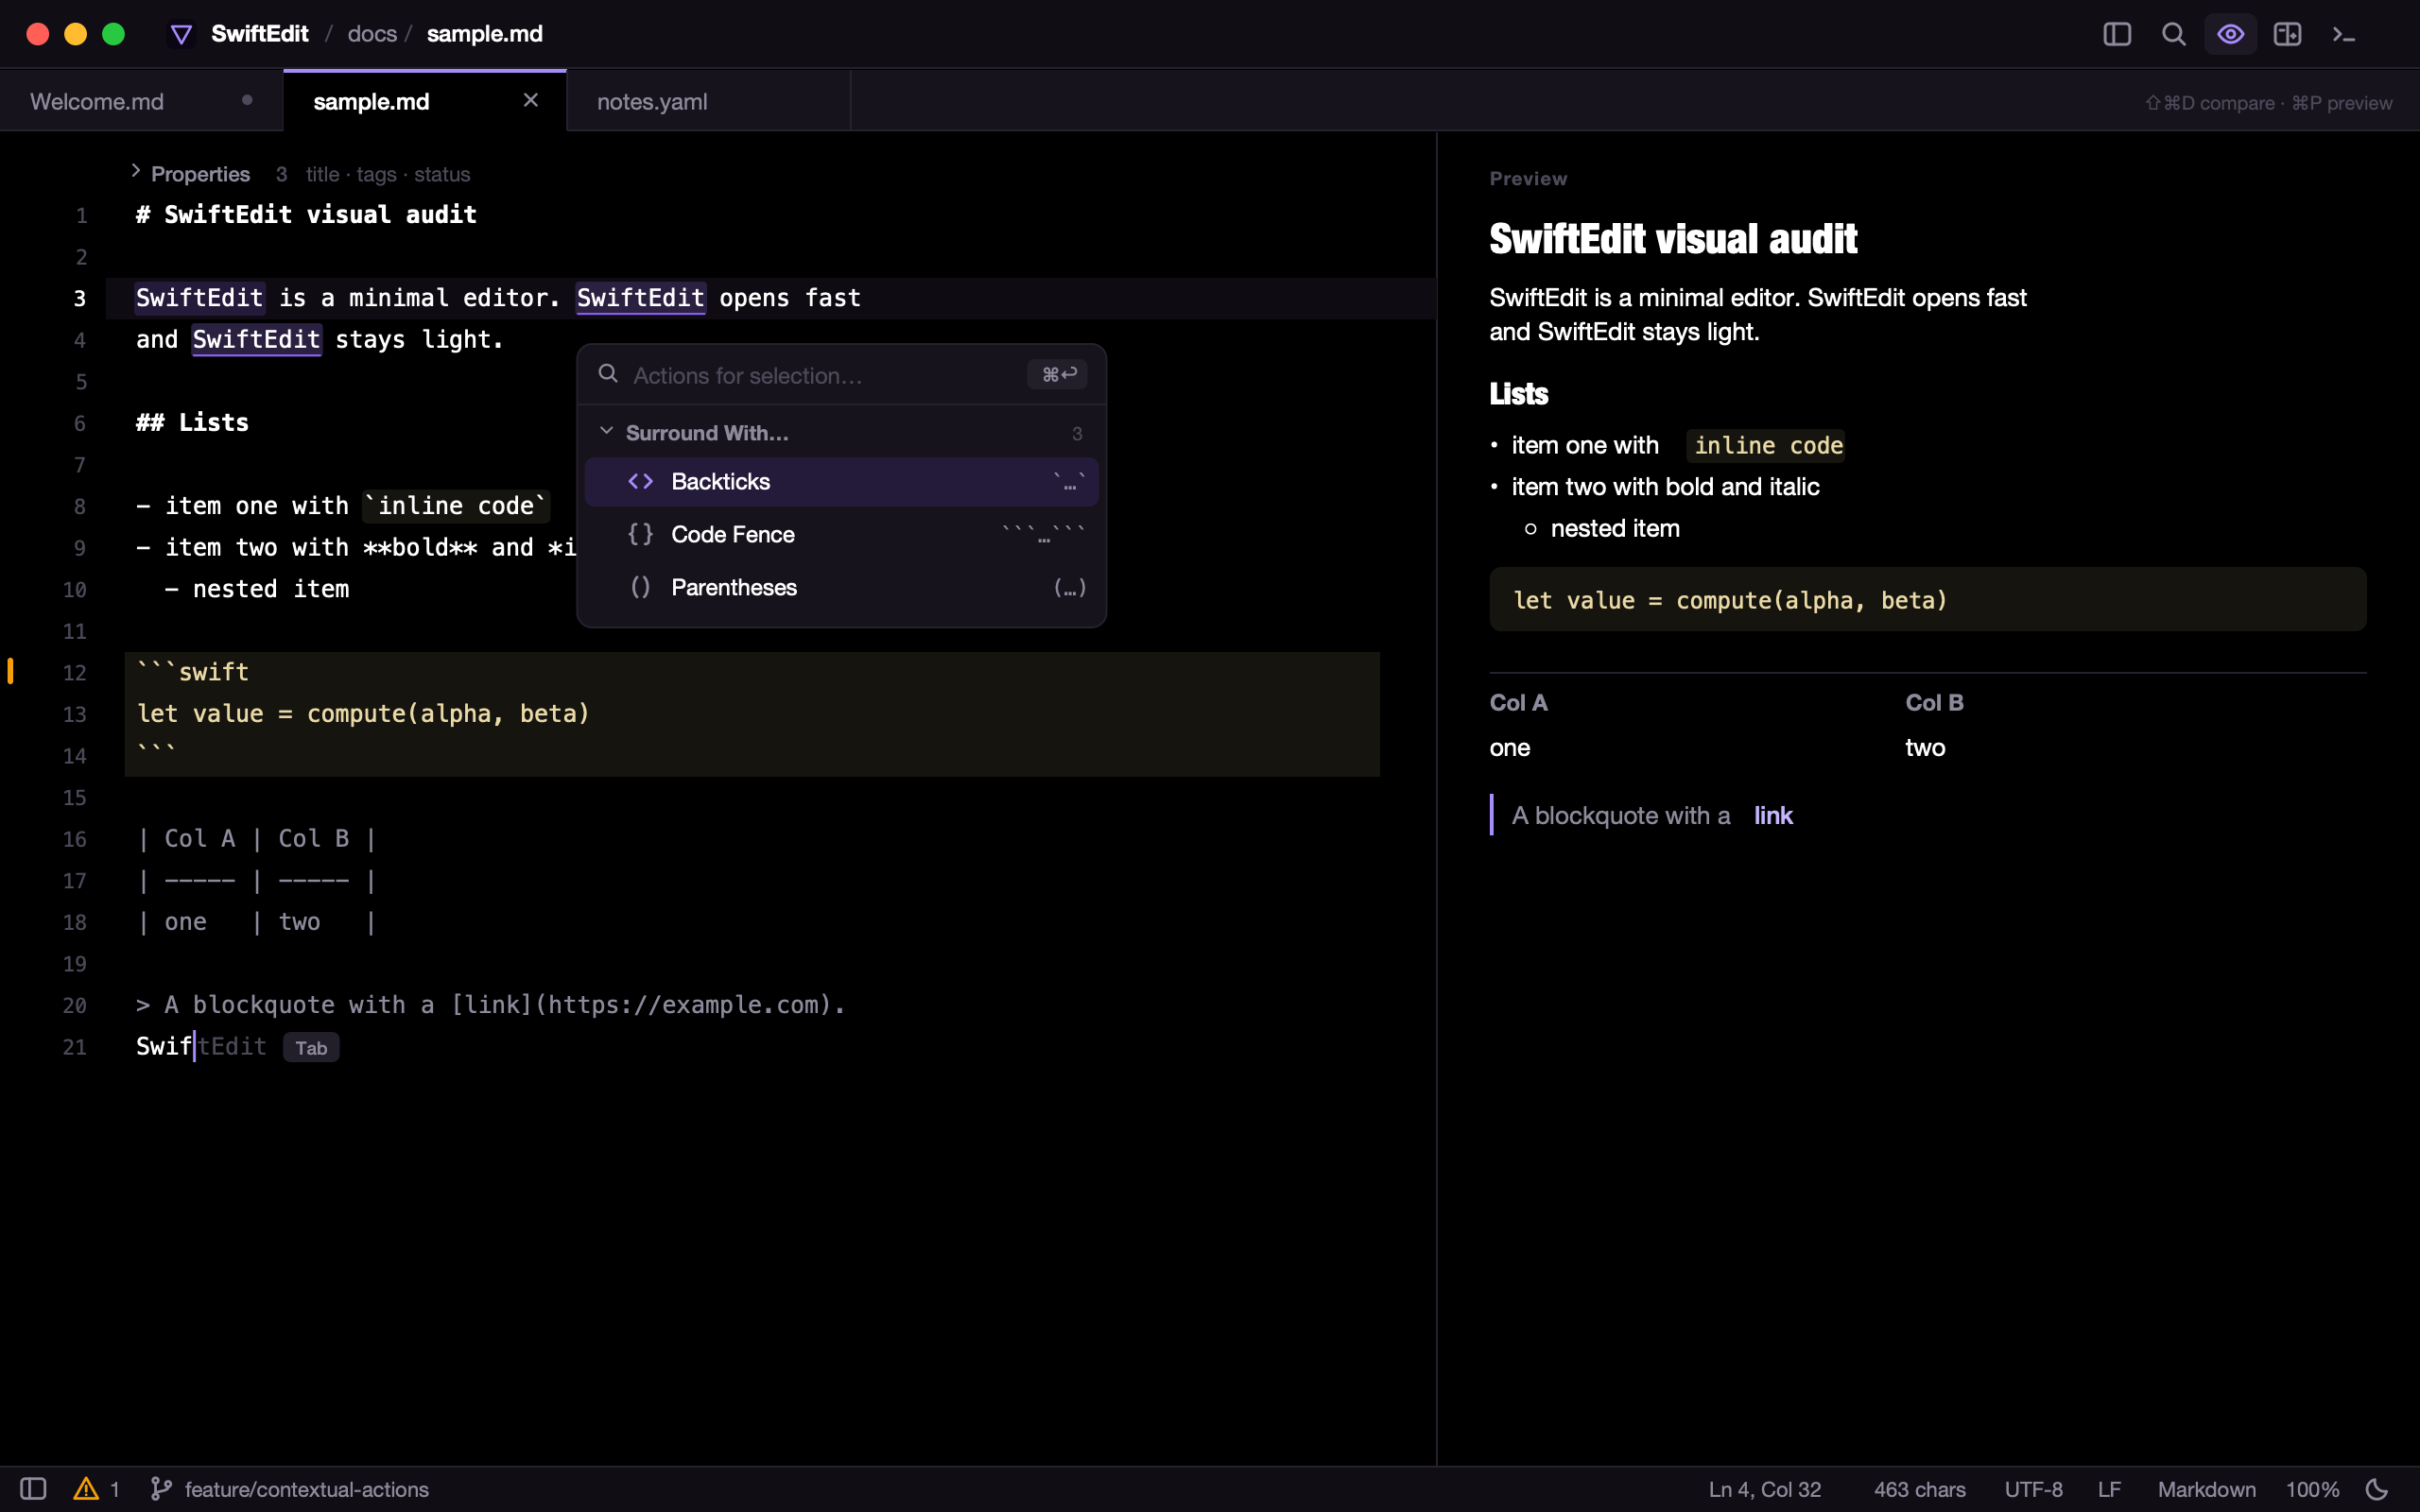 SwiftEdit / docs / sample.md
Welcome.md sample.md notes.yaml ⇧⌘D compare · ⌘P preview
Properties 3 title · tags · status
1 # SwiftEdit visual audit
2
3 SwiftEdit is a minimal editor. SwiftEdit opens fast
4 and SwiftEdit stays light.
5
6 ## Lists
7
8 - item one with `inline code`
9 - item two with **bold** and *i
10 - nested item
11
12 ```swift
13 let value = compute(alpha, beta)
14 ```
15
16 | Col A | Col B |
17 | ----- | ----- |
18 | one | two |
19
20 > A blockquote with a [link](https://example.com).
21 SwiftEdit Tab
Actions for selection… ⌘↩
Surround With… 3
<> Backticks `…`
{} Code Fence ```…```
() Parentheses (…)
Preview
SwiftEdit visual audit
SwiftEdit is a minimal editor. SwiftEdit opens fast
and SwiftEdit stays light.
Lists
• item one with inline code
• item two with bold and italic
○ nested item
let value = compute(alpha, beta)
Col A Col B
one two
A blockquote with a link
1 feature/contextual-actions Ln 4, Col 32 463 chars UTF-8 LF Markdown 100%